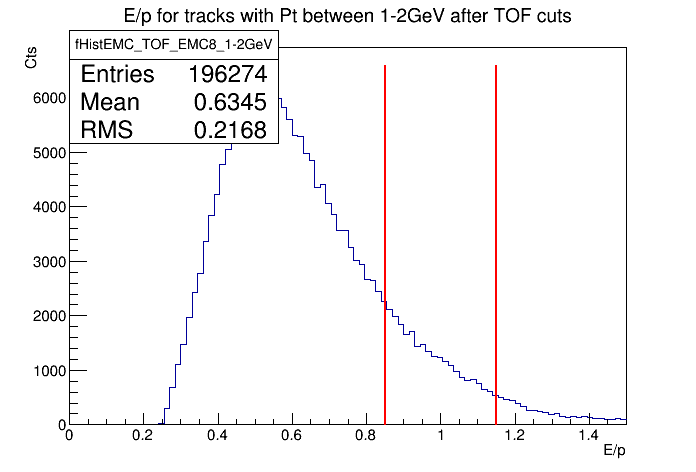 E/p for tracks with Pt between 1-2GeV after TOF cuts
fHistEMC_TOF_EMC8_1-2GeV
Entries 196274
Mean 0.6345
RMS 0.2168
Cts
6000
5000
4000
3000
2000
1000
0
0 0.2 0.4 0.6 0.8 1 1.2 1.4
E/p